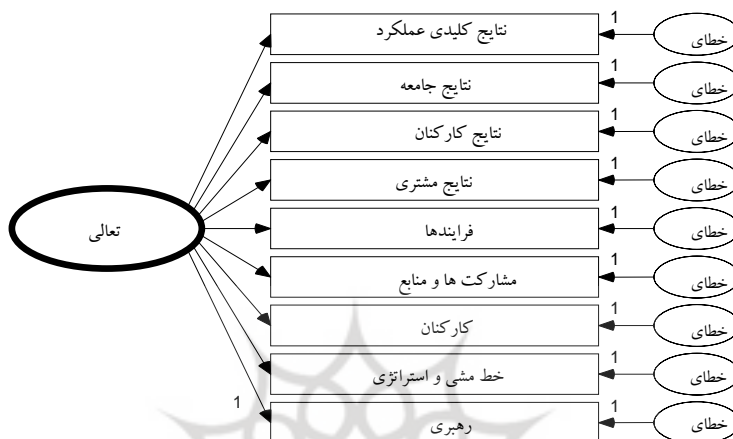 1 نتایج کلیدی عملکرد خطای
1 نتایج جامعه خطای
1 نتایج کارکنان خطای
1 نتایج مشتری خطای
تعالی
1 فرایندها خطای
1 مشارکت ها و منابع خطای
1 کارکنان خطای
1 خط مشی و استراتژی خطای
1
1 رهبری خطای